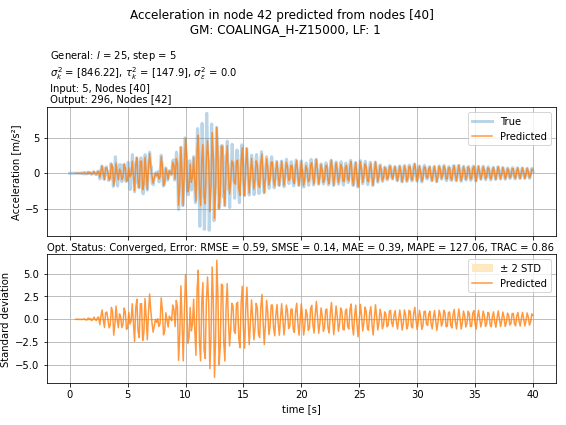 Acceleration in node 42 predicted from nodes [40]
GM: COALINGA_H-Z15000, LF: 1
General: l = 25, step = 5
σ²ₖ = [846.22], τ²ₖ = [147.9], σ²ε = 0.0
Input: 5, Nodes [40]
Output: 296, Nodes [42]
Acceleration [m/s²]
5
0
−5
True
Predicted
Opt. Status: Converged, Error: RMSE = 0.59, SMSE = 0.14, MAE = 0.39, MAPE = 127.06, TRAC = 0.86
Standard deviation
5.0
2.5
0.0
−2.5
−5.0
± 2 STD
Predicted
0 5 10 15 20 25 30 35 40
time [s]